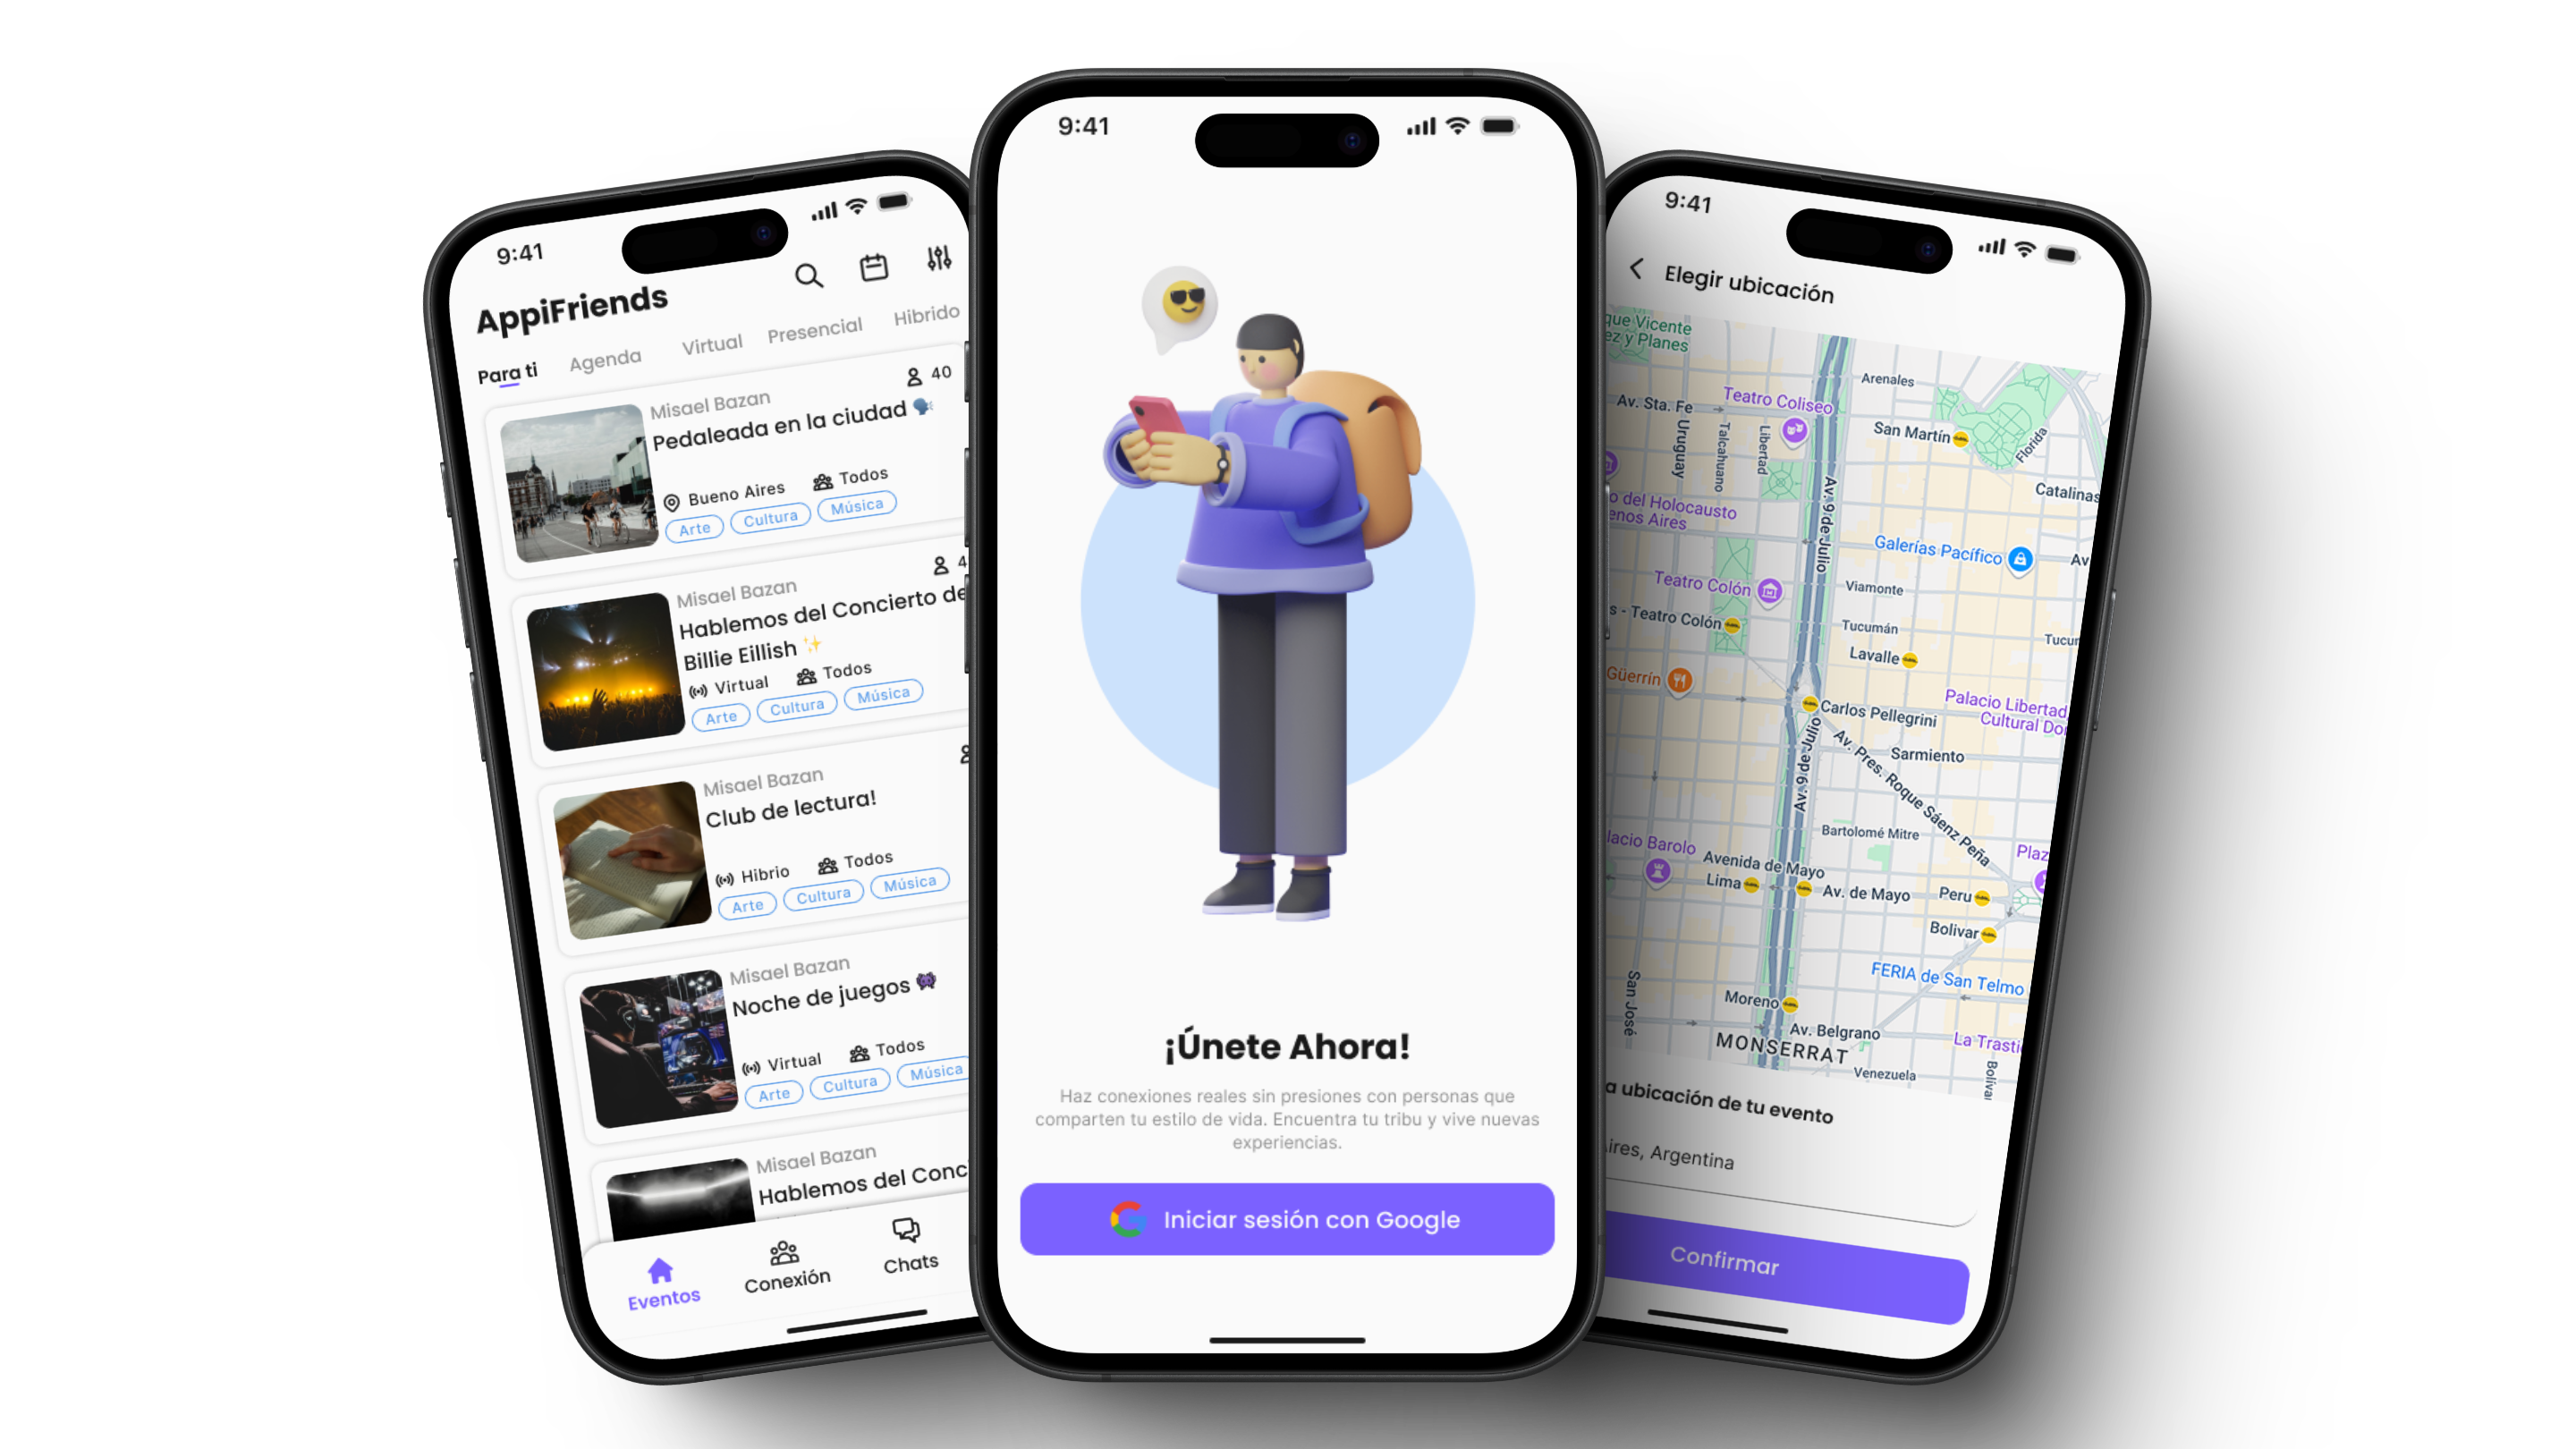 9:41
AppiFriends
Para ti
Agenda
Virtual
Presencial
Hibrido
Misael Bazan
40
Pedaleada en la ciudad
Bueno Aires
Todos
Arte
Cultura
Música
Misael Bazan
4
Hablemos del Concierto de
Billie Eillish
Virtual
Todos
Arte
Cultura
Música
Misael Bazan
Club de lectura!
Hibrio
Todos
Arte
Cultura
Música
Misael Bazan
Noche de juegos
Virtual
Todos
Arte
Cultura
Música
Misael Bazan
Hablemos del Conc
Eventos
Conexión
Chats
9:41
¡Únete Ahora!
Haz conexiones reales sin presiones con personas que
comparten tu estilo de vida. Encuentra tu tribu y vive nuevas
experiencias.
Iniciar sesión con Google
9:41
Elegir ubicación
que Vicente
ez y Planes
Arenales
Teatro Coliseo
Av. Sta. Fe
San Martín
Florida
Uruguay
Talcahuano
Libertad
Av. 9 de Julio
Catalinas
o del Holocausto
enos Aires
Galerías Pacífico
Av
Teatro Colón
Viamonte
s - Teatro Colón
Tucumán
Tucur
Lavalle
Güerrín
Palacio Libertad,
Cultural Do
Carlos Pellegrini
Av. 9 de Julio
Sarmiento
Av. Pres. Roque Sáenz Peña
Bartolomé Mitre
lacio Barolo
Plaz
Avenida de Mayo
Lima
Av. de Mayo
Peru
Bolivar
FERIA de San Telmo
San José
Moreno
Av. Belgrano
La Trasti
MONSERRAT
Venezuela
Bolívar
a ubicación de tu evento
ires, Argentina
Confirmar